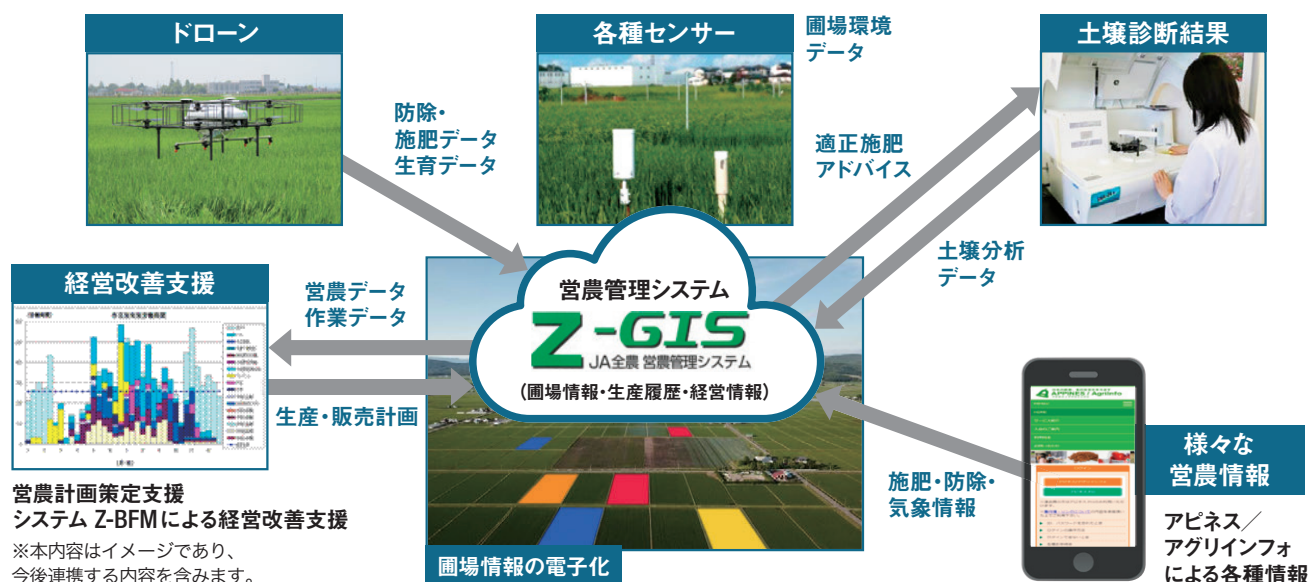 ドローン
各種センサー
圃場環境
データ
土壌診断結果
防除・
施肥データ
生育データ
適正施肥
アドバイス
土壌分析
データ
経営改善支援
営農データ
作業データ
生産・販売計画
営農管理システム
Z-GIS
JA全農 営農管理システム
(圃場情報・生産履歴・経営情報)
営農計画策定支援
システム Z-BFMによる経営改善支援
※本内容はイメージであり、
今後連携する内容を含みます。
圃場情報の電子化
施肥・防除・
気象情報
APPINES / AgriInfo
様々な
営農情報
アピネス／
アグリインフォ
による各種情報